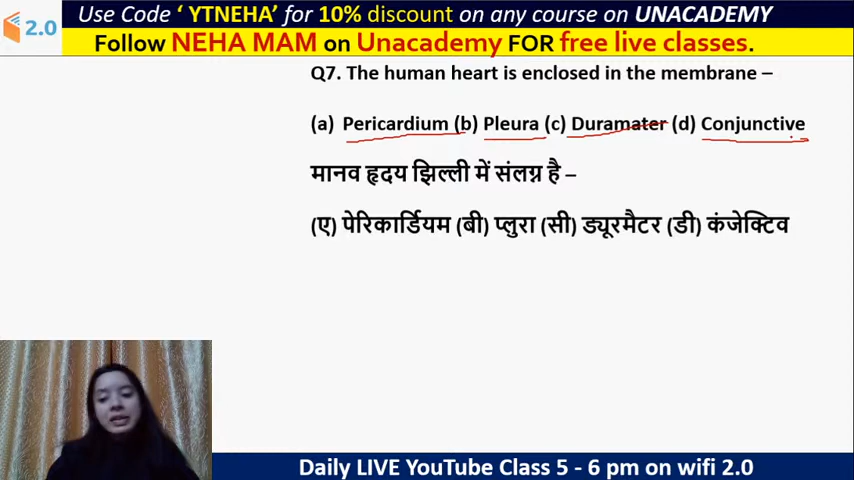 Use Code ‘ YTNEHA’ for 10% discount on any course on UNACADEMY
2.0
Follow NEHA MAM on Unacademy FOR free live classes.
Q7. The human heart is enclosed in the membrane –
(a) Pericardium (b) Pleura (c) Duramater (d) Conjunctive
मानव हृदय झिल्ली में संलग्न है –
(ए) पेरिकार्डियम (बी) प्लुरा (सी) ड्यूरमैटर (डी) कंजेक्टिव
Daily LIVE YouTube Class 5 - 6 pm on wifi 2.0